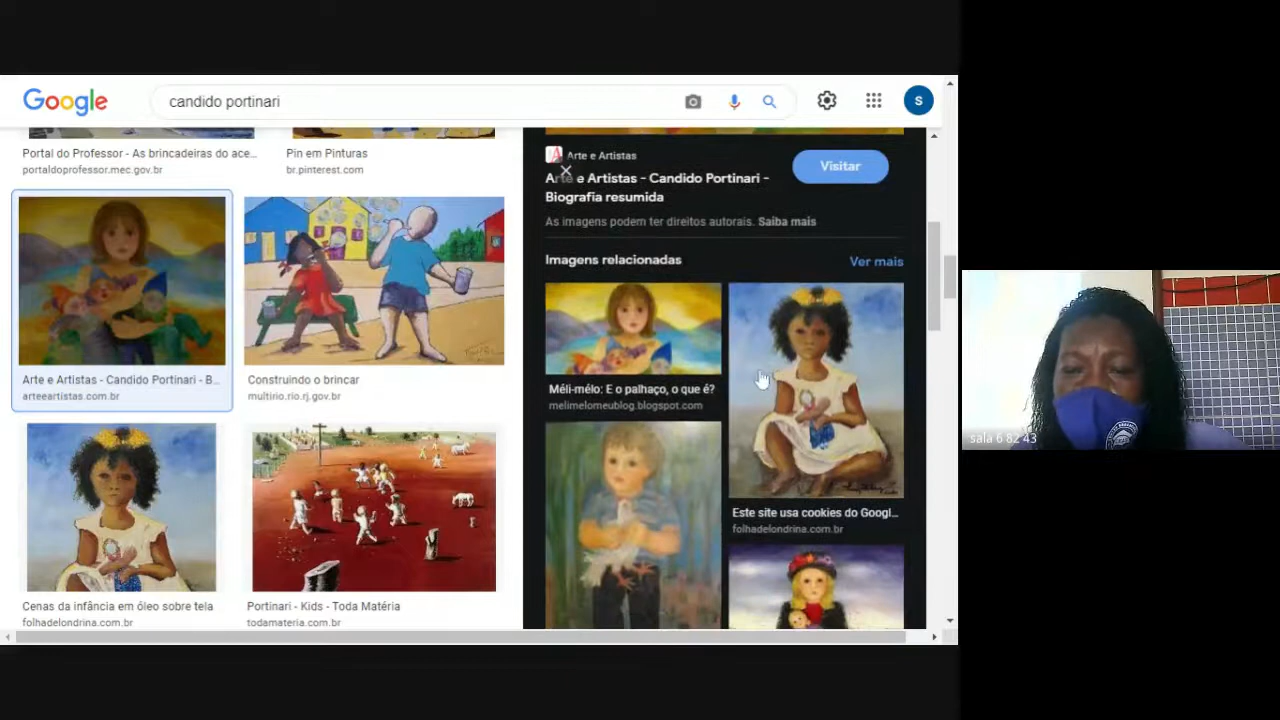 Google
candido portinari
S
Portal do Professor - As brincadeiras do ace...
portaldoprofessor.mec.gov.br
Pin em Pinturas
br.pinterest.com
Arte e Artistas - Candido Portinari - B...
arteeartistas.com.br
Construindo o brincar
multirio.rio.rj.gov.br
Cenas da infância em óleo sobre tela
folhadelondrina.com.br
Portinari - Kids - Toda Matéria
todamateria.com.br
Arte e Artistas
Visitar
Arte e Artistas - Candido Portinari -
Biografia resumida
As imagens podem ter direitos autorais. Saiba mais
Imagens relacionadas
Ver mais
Méli-mélo: E o palhaço, o que é?
melimelomeublog.blogspot.com
Este site usa cookies do Googl...
folhadelondrina.com.br
sala 6 82 43